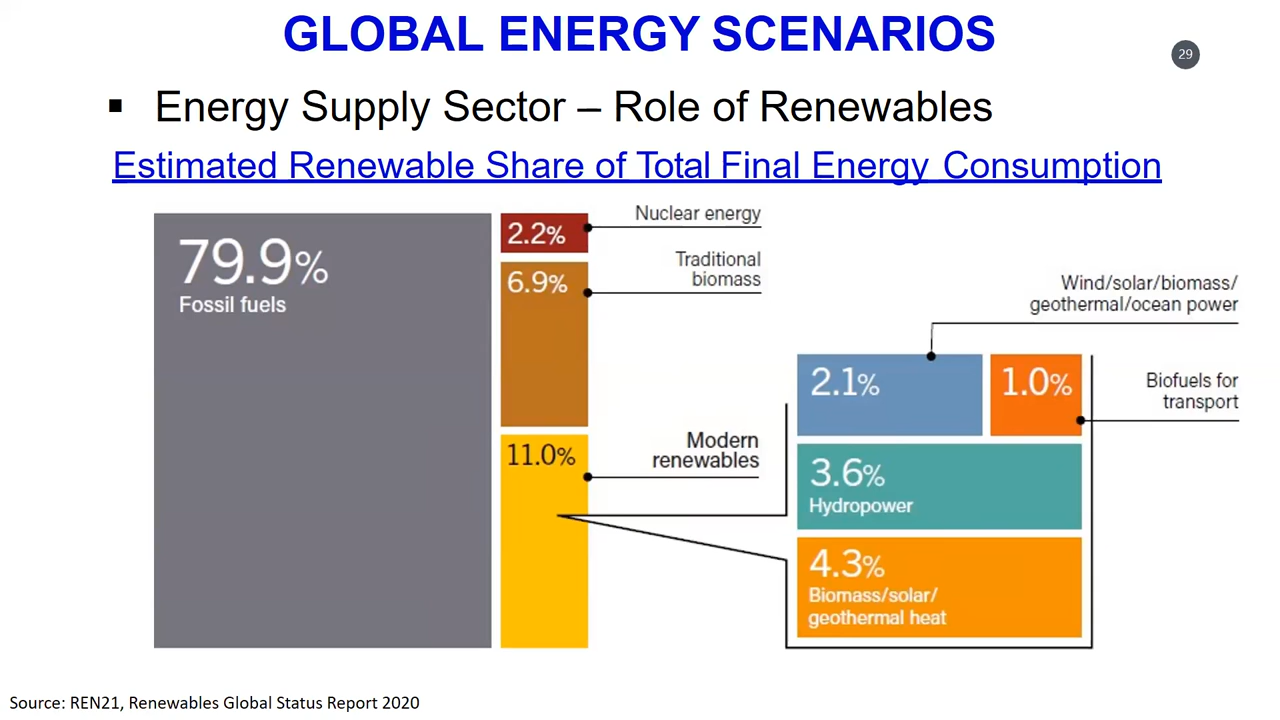 GLOBAL ENERGY SCENARIOS
29
▪ Energy Supply Sector – Role of Renewables
Estimated Renewable Share of Total Final Energy Consumption
79.9%
Fossil fuels
2.2%
Nuclear energy
6.9%
Traditional
biomass
11.0%
Modern
renewables
Wind/solar/biomass/
geothermal/ocean power
2.1%
1.0%
Biofuels for
transport
3.6%
Hydropower
4.3%
Biomass/solar/
geothermal heat
Source: REN21, Renewables Global Status Report 2020